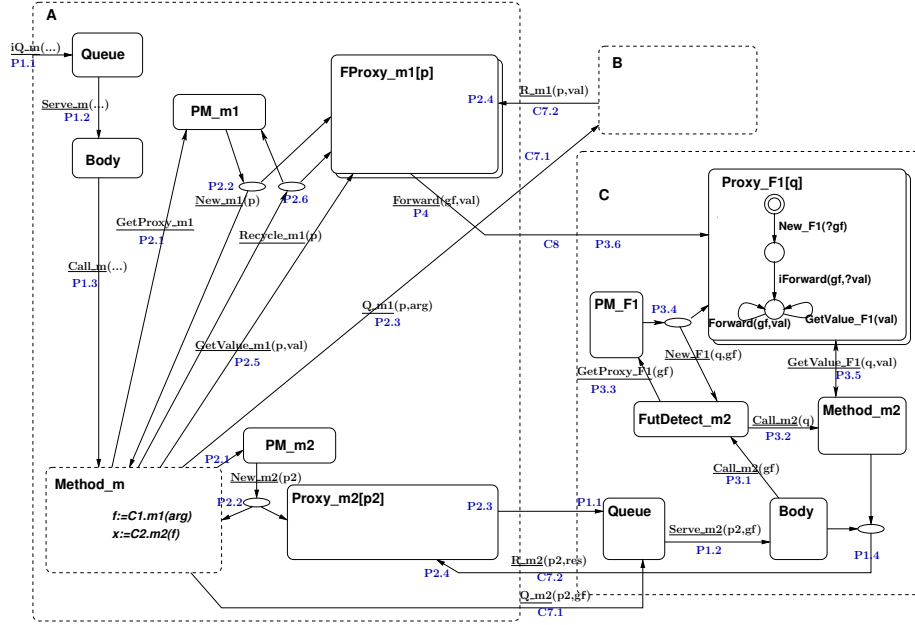 A
iQ_m(...)
P1.1
Queue
Serve_m(...)
P1.2
Body
PM_m1
P2.2
New_m1(p)
P2.6
FProxy_m1[p]
P2.4
R_m1(p,val)
C7.2
B
C7.1
GetProxy_m1
P2.1
Recycle_m1(p)
Forward(gf,val)
P4
C8
P3.6
Call_m(...)
P1.3
Q_m1(p,arg)
P2.3
GetValue_m1(p,val)
P2.5
C
Proxy_F1[q]
New_F1(?gf)
iForward(gf,?val)
Forward(gf,val)
GetValue_F1(val)
PM_F1
P3.4
New_F1(q,gf)
GetProxy_F1(gf)
P3.3
GetValue_F1(q,val)
P3.5
FutDetect_m2
Call_m2(q)
P3.2
Method_m2
Call_m2(gf)
P3.1
PM_m2
P2.1
New_m2(p2)
P2.2
Method_m
f:=C1.m1(arg)
x:=C2.m2(f)
Proxy_m2[p2]
P2.3
P1.1
P2.4
Queue
Serve_m2(p2,gf)
P1.2
Body
P1.4
R_m2(p2,res)
C7.2
Q_m2(p2,gf)
C7.1